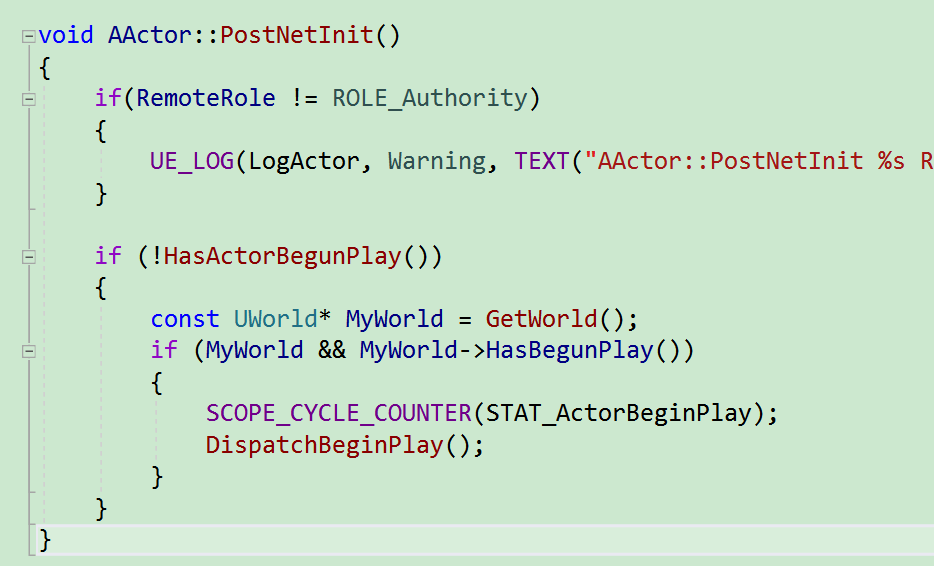 void AActor::PostNetInit()
{
    if(RemoteRole != ROLE_Authority)
    {
        UE_LOG(LogActor, Warning, TEXT("AActor::PostNetInit %s R
    }
    if (!HasActorBegunPlay())
    {
        const UWorld* MyWorld = GetWorld();
        if (MyWorld && MyWorld->HasBegunPlay())
        {
            SCOPE_CYCLE_COUNTER(STAT_ActorBeginPlay);
            DispatchBeginPlay();
        }
    }
}